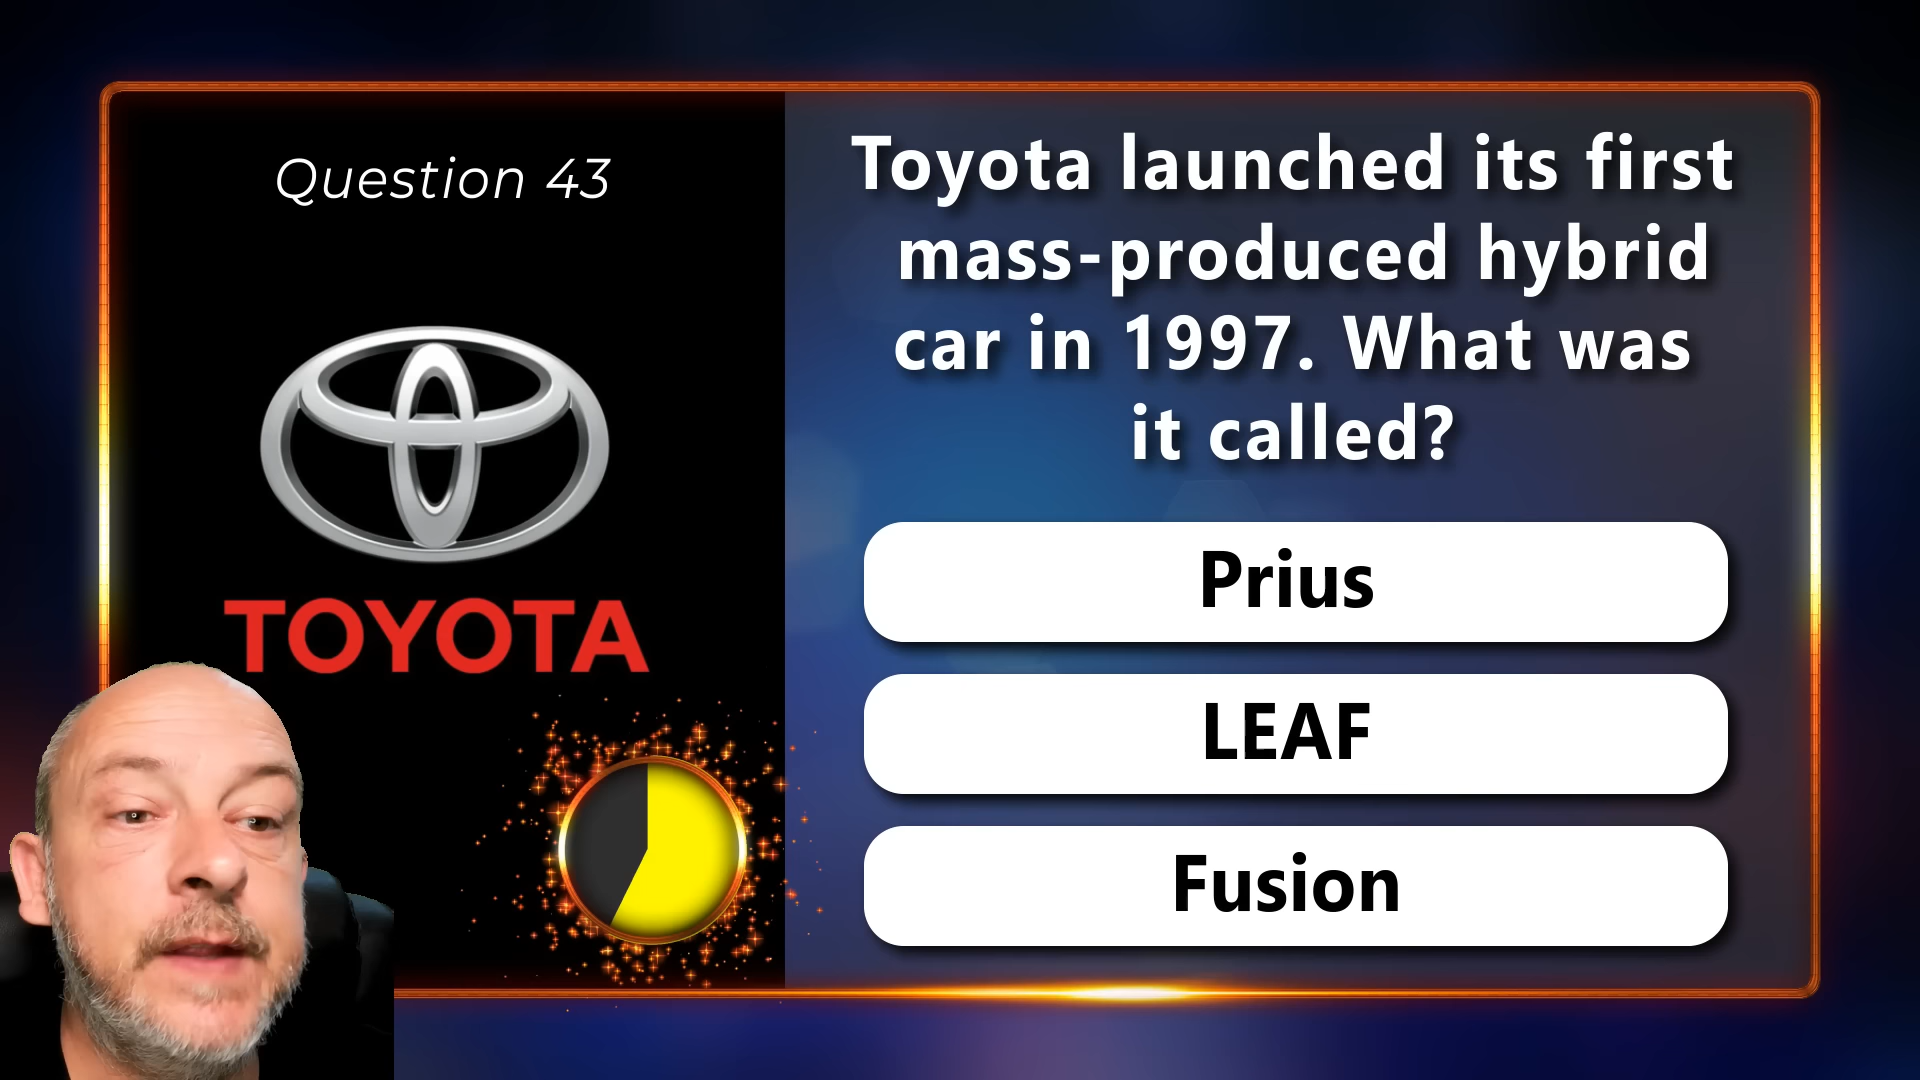 Question 43
TOYOTA
Toyota launched its first
mass-produced hybrid
car in 1997. What was
it called?
Prius
LEAF
Fusion